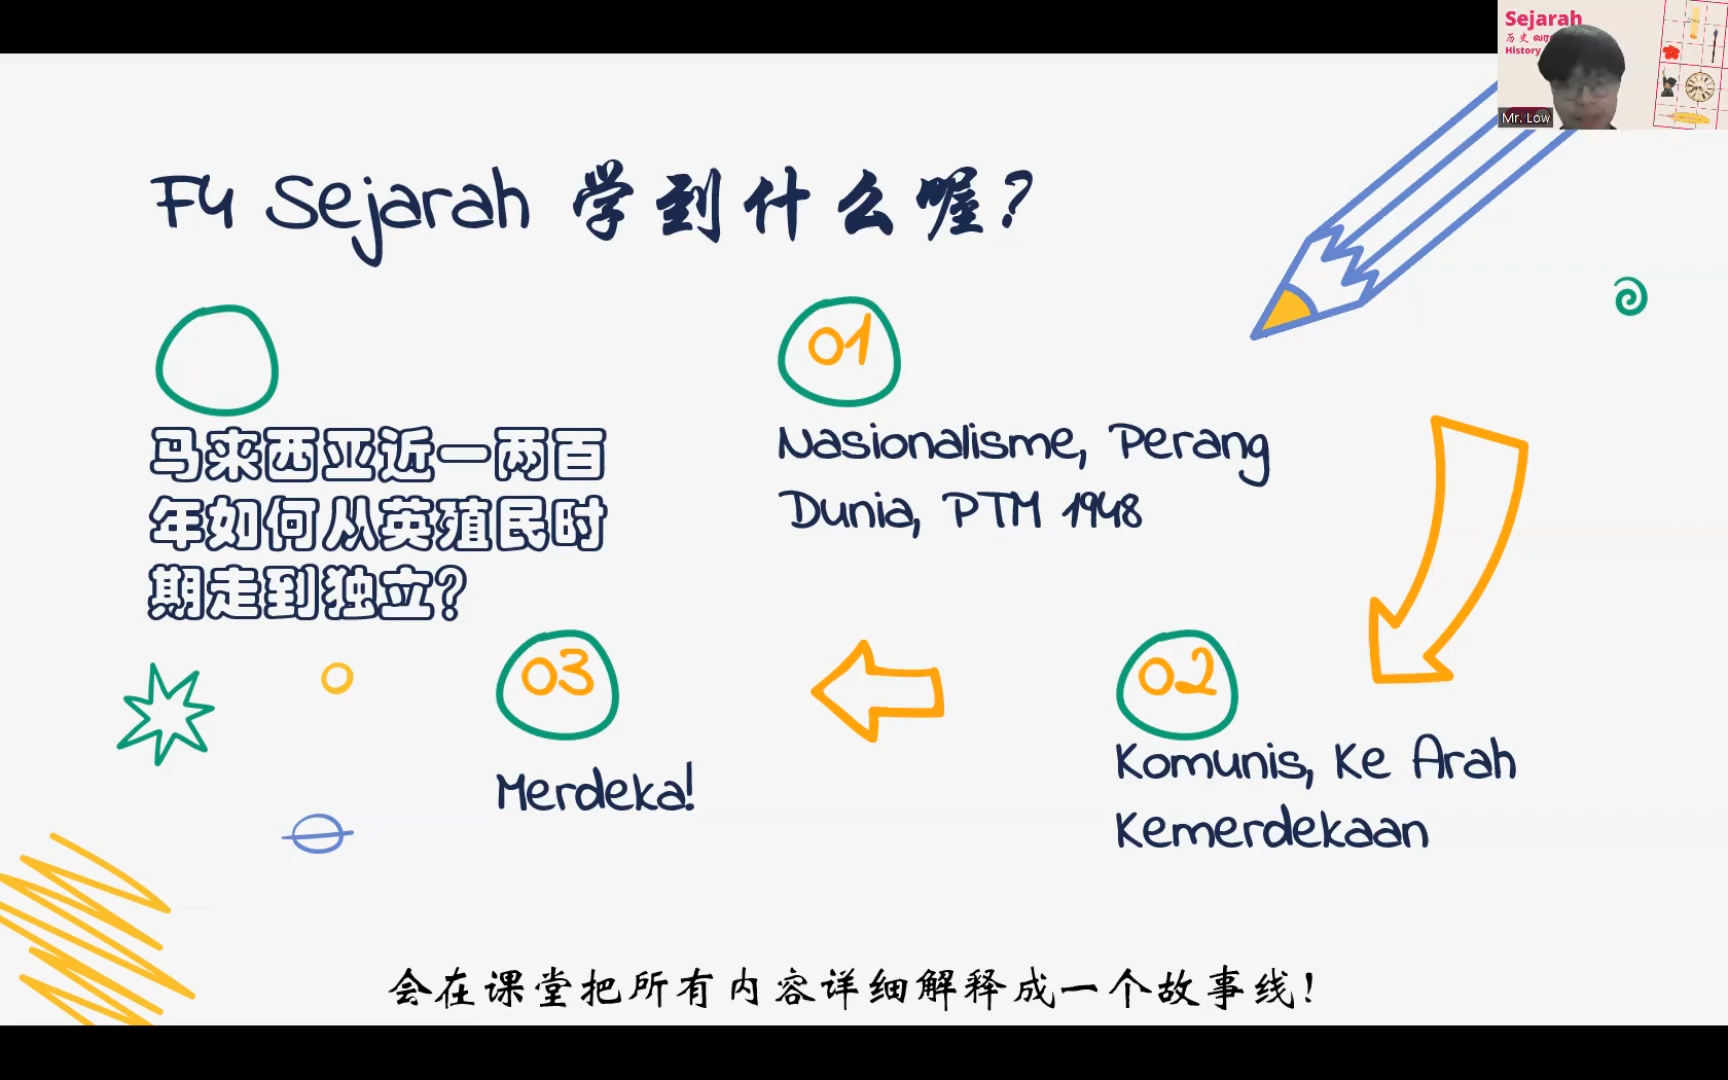 Sejarah
历史
History
Mr. Low
F4 Sejarah 学到什么喔?
马来西亚近一两百
年如何从英殖民时
期走到独立?
01
Nasionalisme, Perang
Dunia, PTM 1948
02
Komunis, Ke Arah
Kemerdekaan
03
Merdeka!
会在课堂把所有内容详细解释成一个故事线!